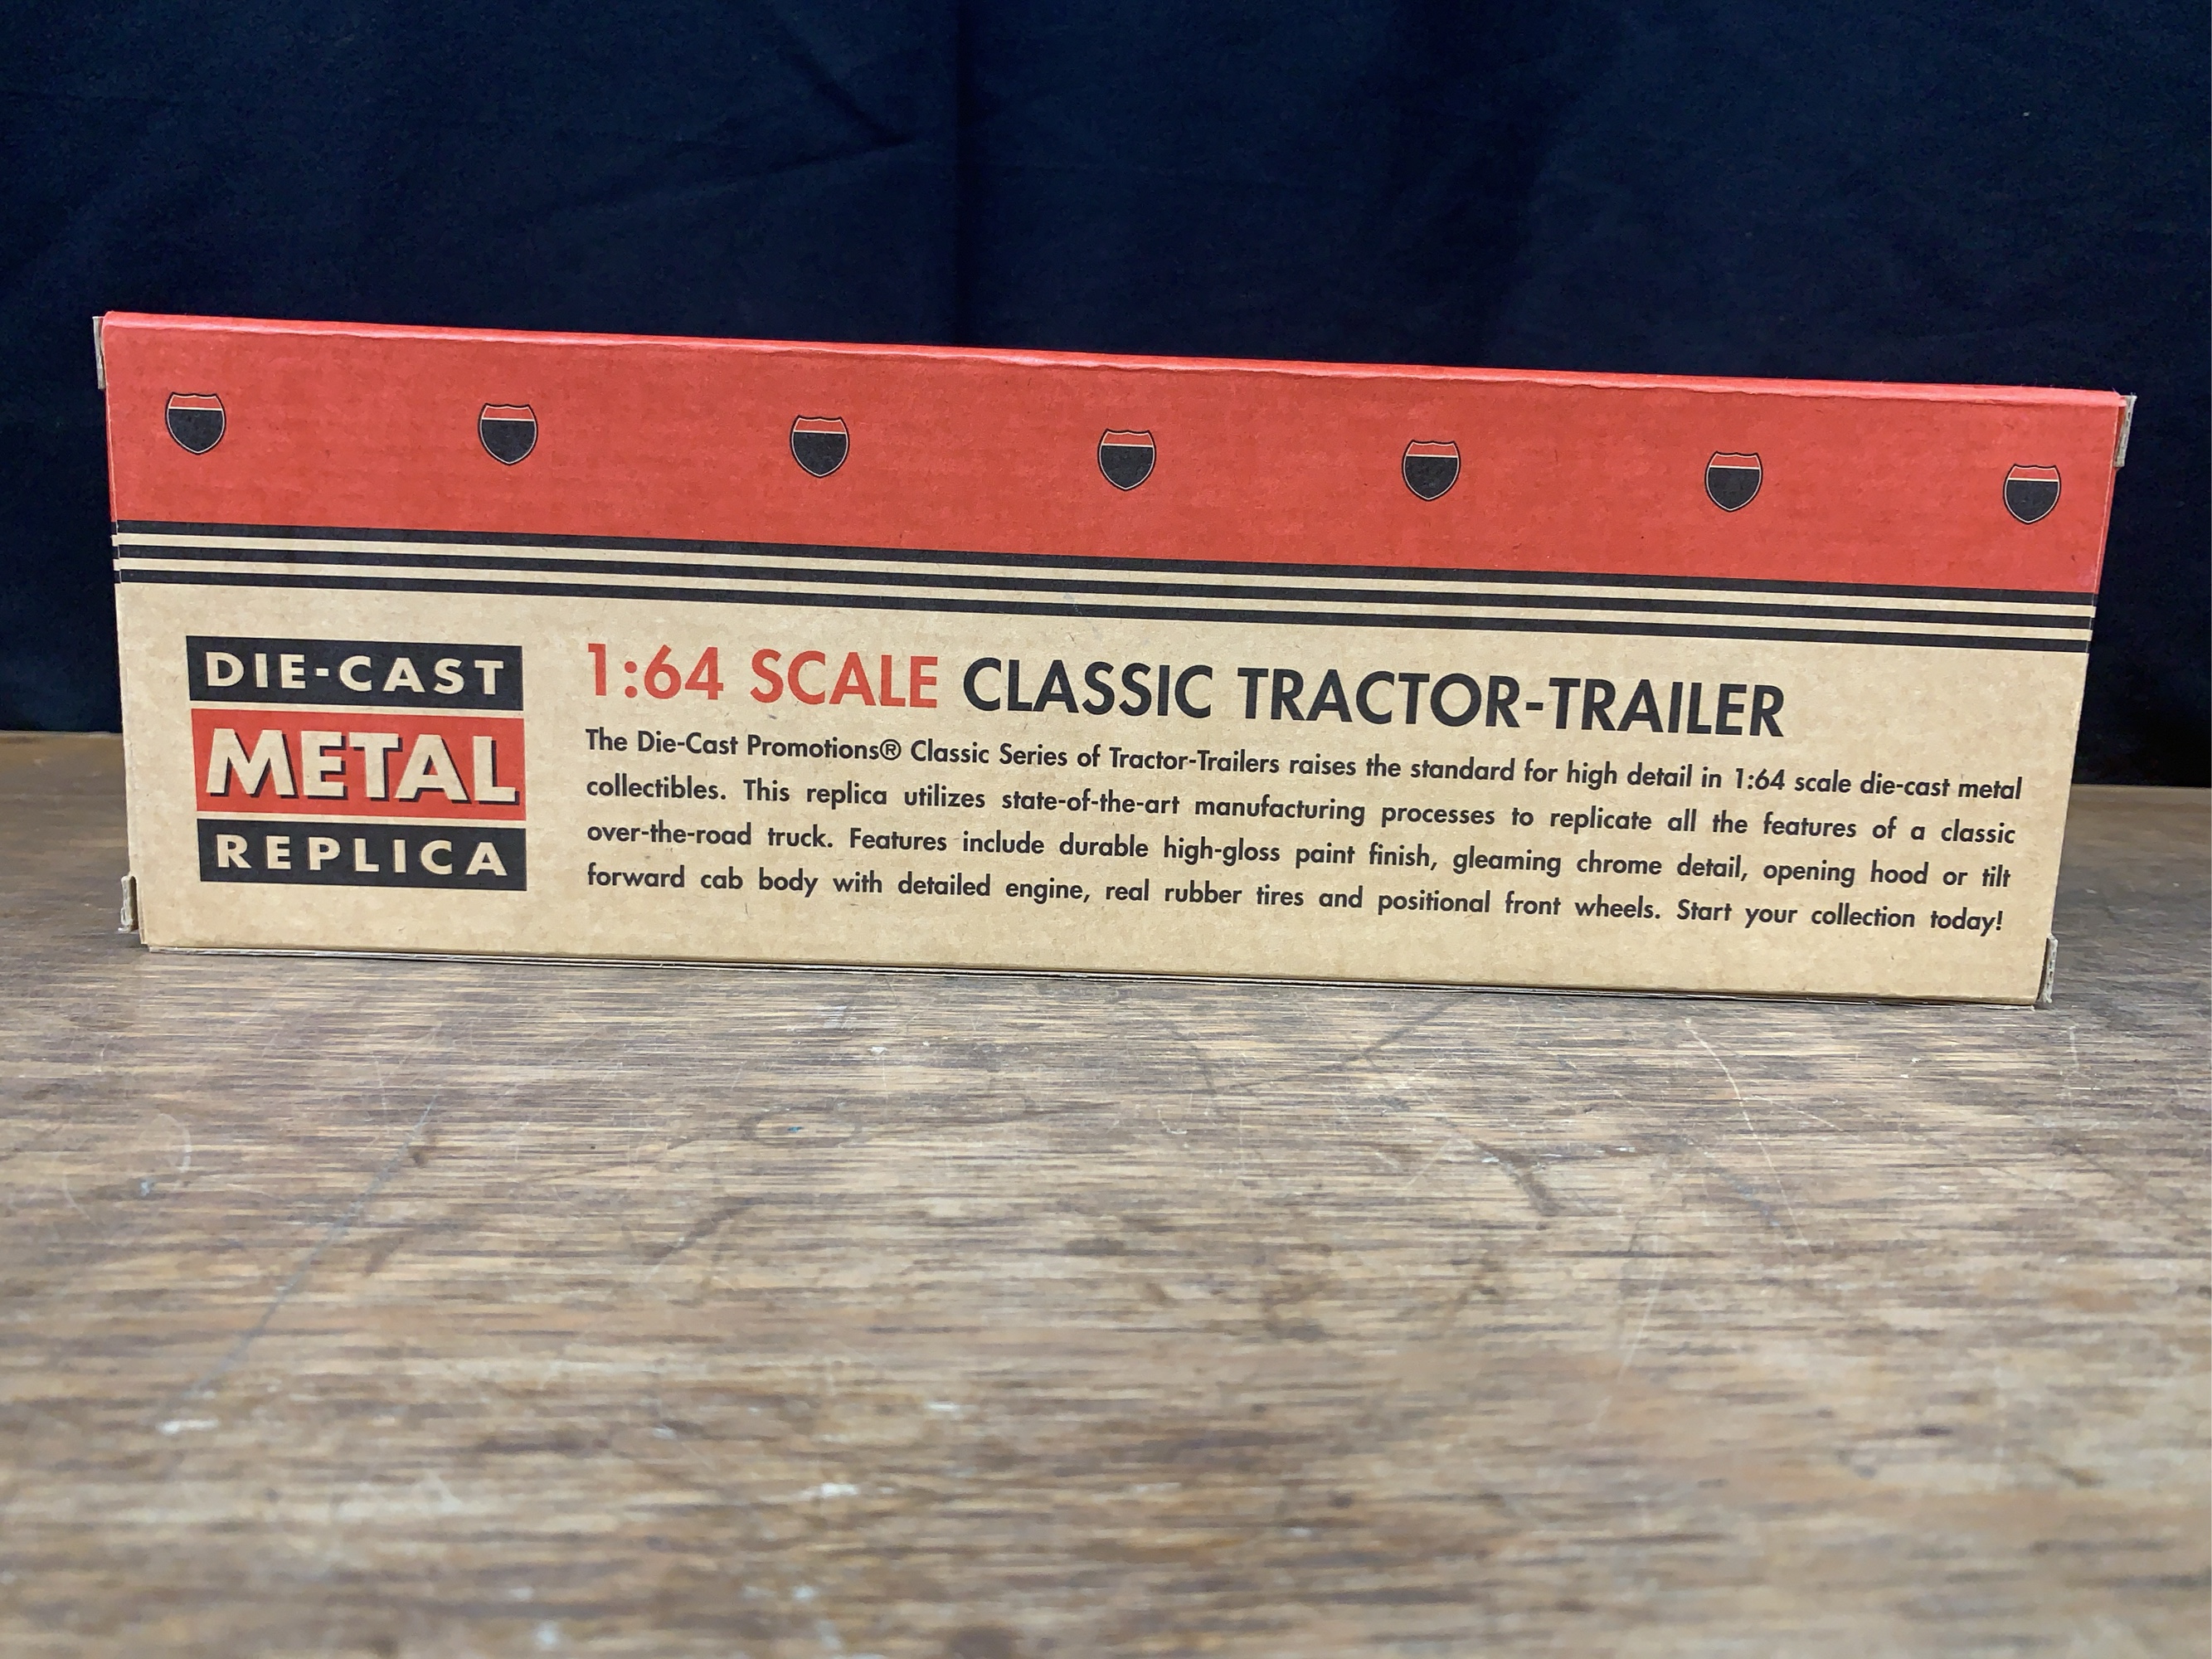 DIE-CAST
METAL
REPLICA
1:64 SCALE CLASSIC TRACTOR-TRAILER
The Die-Cast Promotions® Classic Series of Tractor-Trailers raises the standard for high detail in 1:64 scale die-cast metal
collectibles. This replica utilizes state-of-the-art manufacturing processes to replicate all the features of a classic
over-the-road truck. Features include durable high-gloss paint finish, gleaming chrome detail, opening hood or tilt
forward cab body with detailed engine, real rubber tires and positional front wheels. Start your collection today!